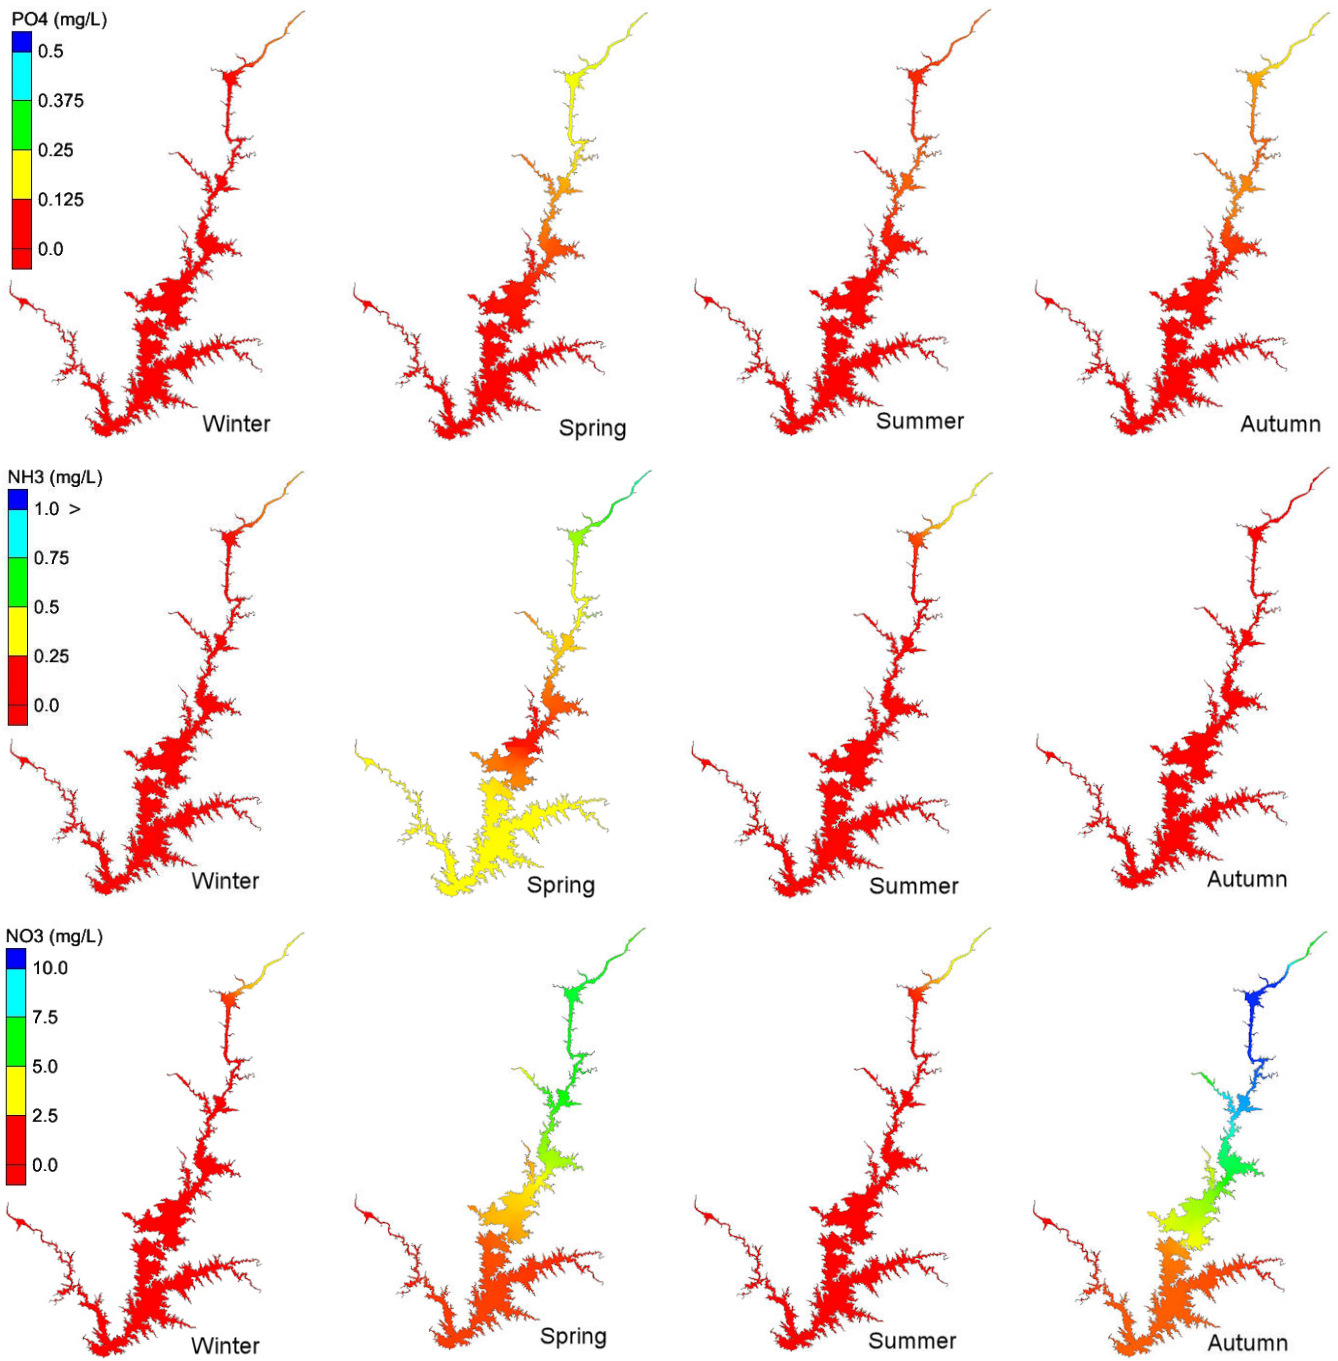 PO4 (mg/L)
0.5
0.375
0.25
0.125
0.0
Winter
Spring
Summer
Autumn
NH3 (mg/L)
1.0 >
0.75
0.5
0.25
0.0
Winter
Spring
Summer
Autumn
NO3 (mg/L)
10.0
7.5
5.0
2.5
0.0
Winter
Spring
Summer
Autumn